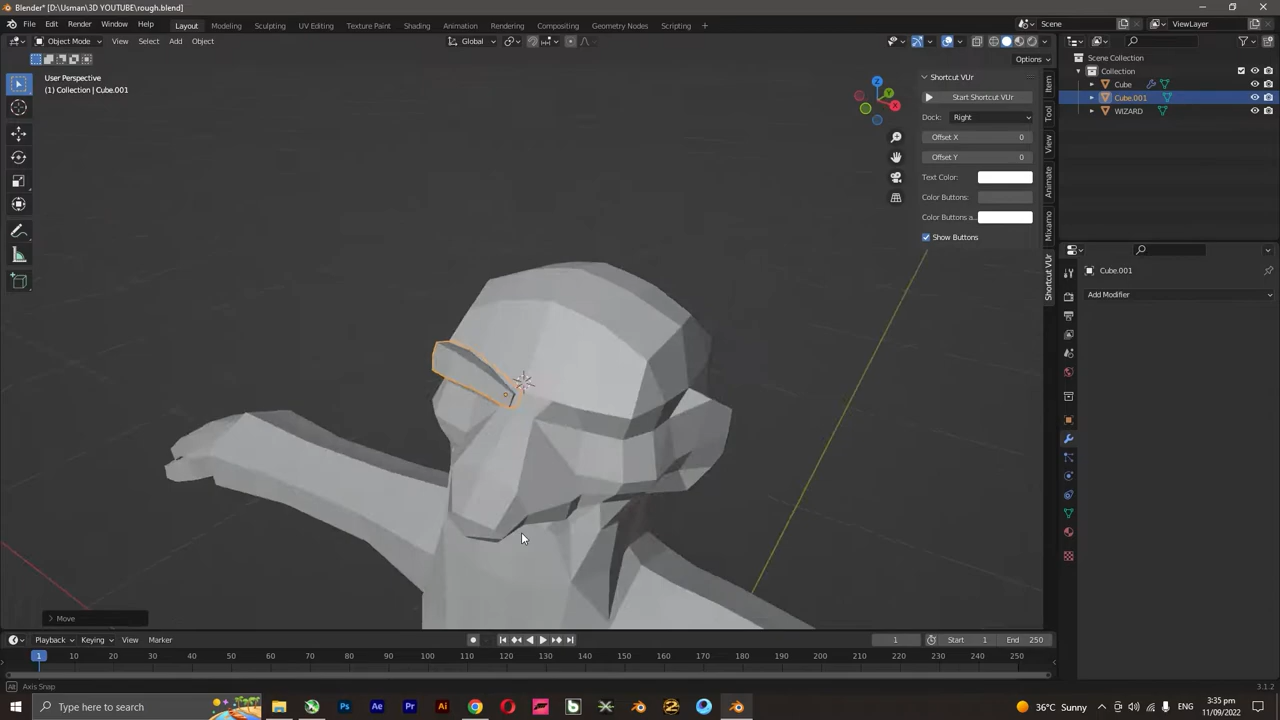 Blender* [D:\Usman\3D YOUTUBE\rough.blend]
File Edit Render Window Help Layout Modeling Sculpting UV Editing Texture Paint Shading Animation Rendering Compositing Geometry Nodes Scripting + Scene ViewLayer
Object Mode View Select Add Object Global
Options
User Perspective
(1) Collection | Cube.001
Z
Y
X
Shortcut VUr
Start Shortcut VUr
Dock: Right
Offset X 0
Offset Y 0
Text Color:
Color Buttons:
Color Buttons a...
Show Buttons
Item
Tool
View
Animate
Mixamo
Shortcut VUr
Scene Collection
Collection
Cube
Cube.001
WIZARD
Cube.001
Add Modifier
Move
Playback Keying View Marker 1 Start 1 End 250
1 10 20 30 40 50 60 70 80 90 100 110 120 130 140 150 160 170 180 190 200 210 220 230 240 250
Alt Axis Snap 3.1.2
Type here to search
Ps Ae Pr Ai b
36°C Sunny ENG
3:35 pm
11/09/2022